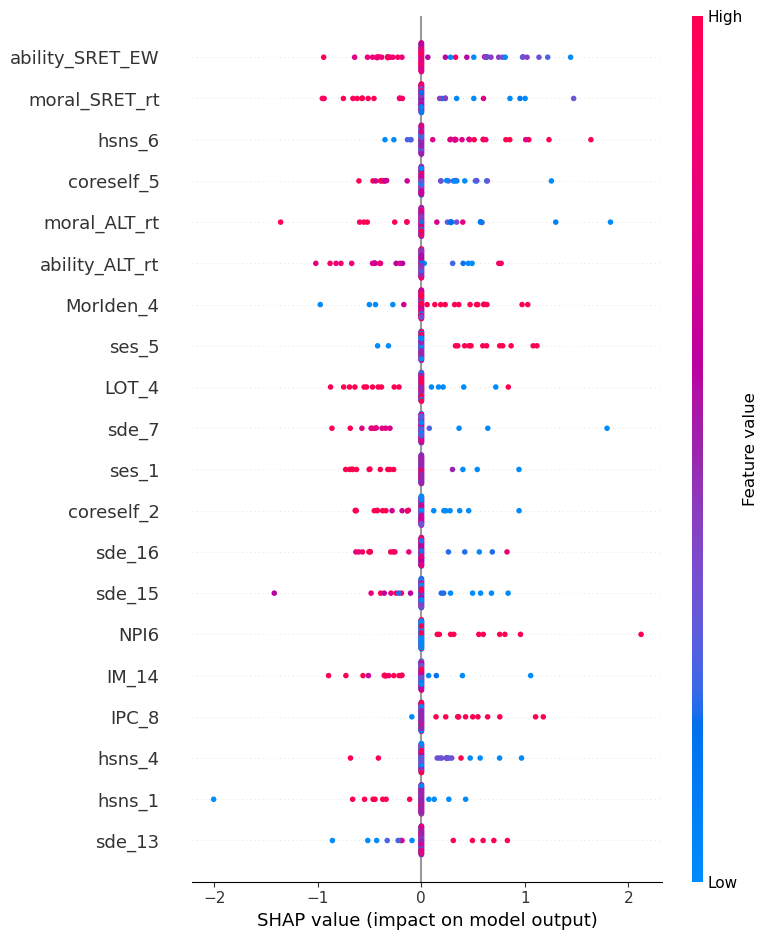 High
ability_SRET_EW
moral_SRET_rt
hsns_6
coreself_5
moral_ALT_rt
ability_ALT_rt
MorIden_4
ses_5
LOT_4
sde_7
ses_1
coreself_2
sde_16
sde_15
NPI6
IM_14
IPC_8
hsns_4
hsns_1
sde_13
Feature value
Low
−2 −1 0 1 2
SHAP value (impact on model output)